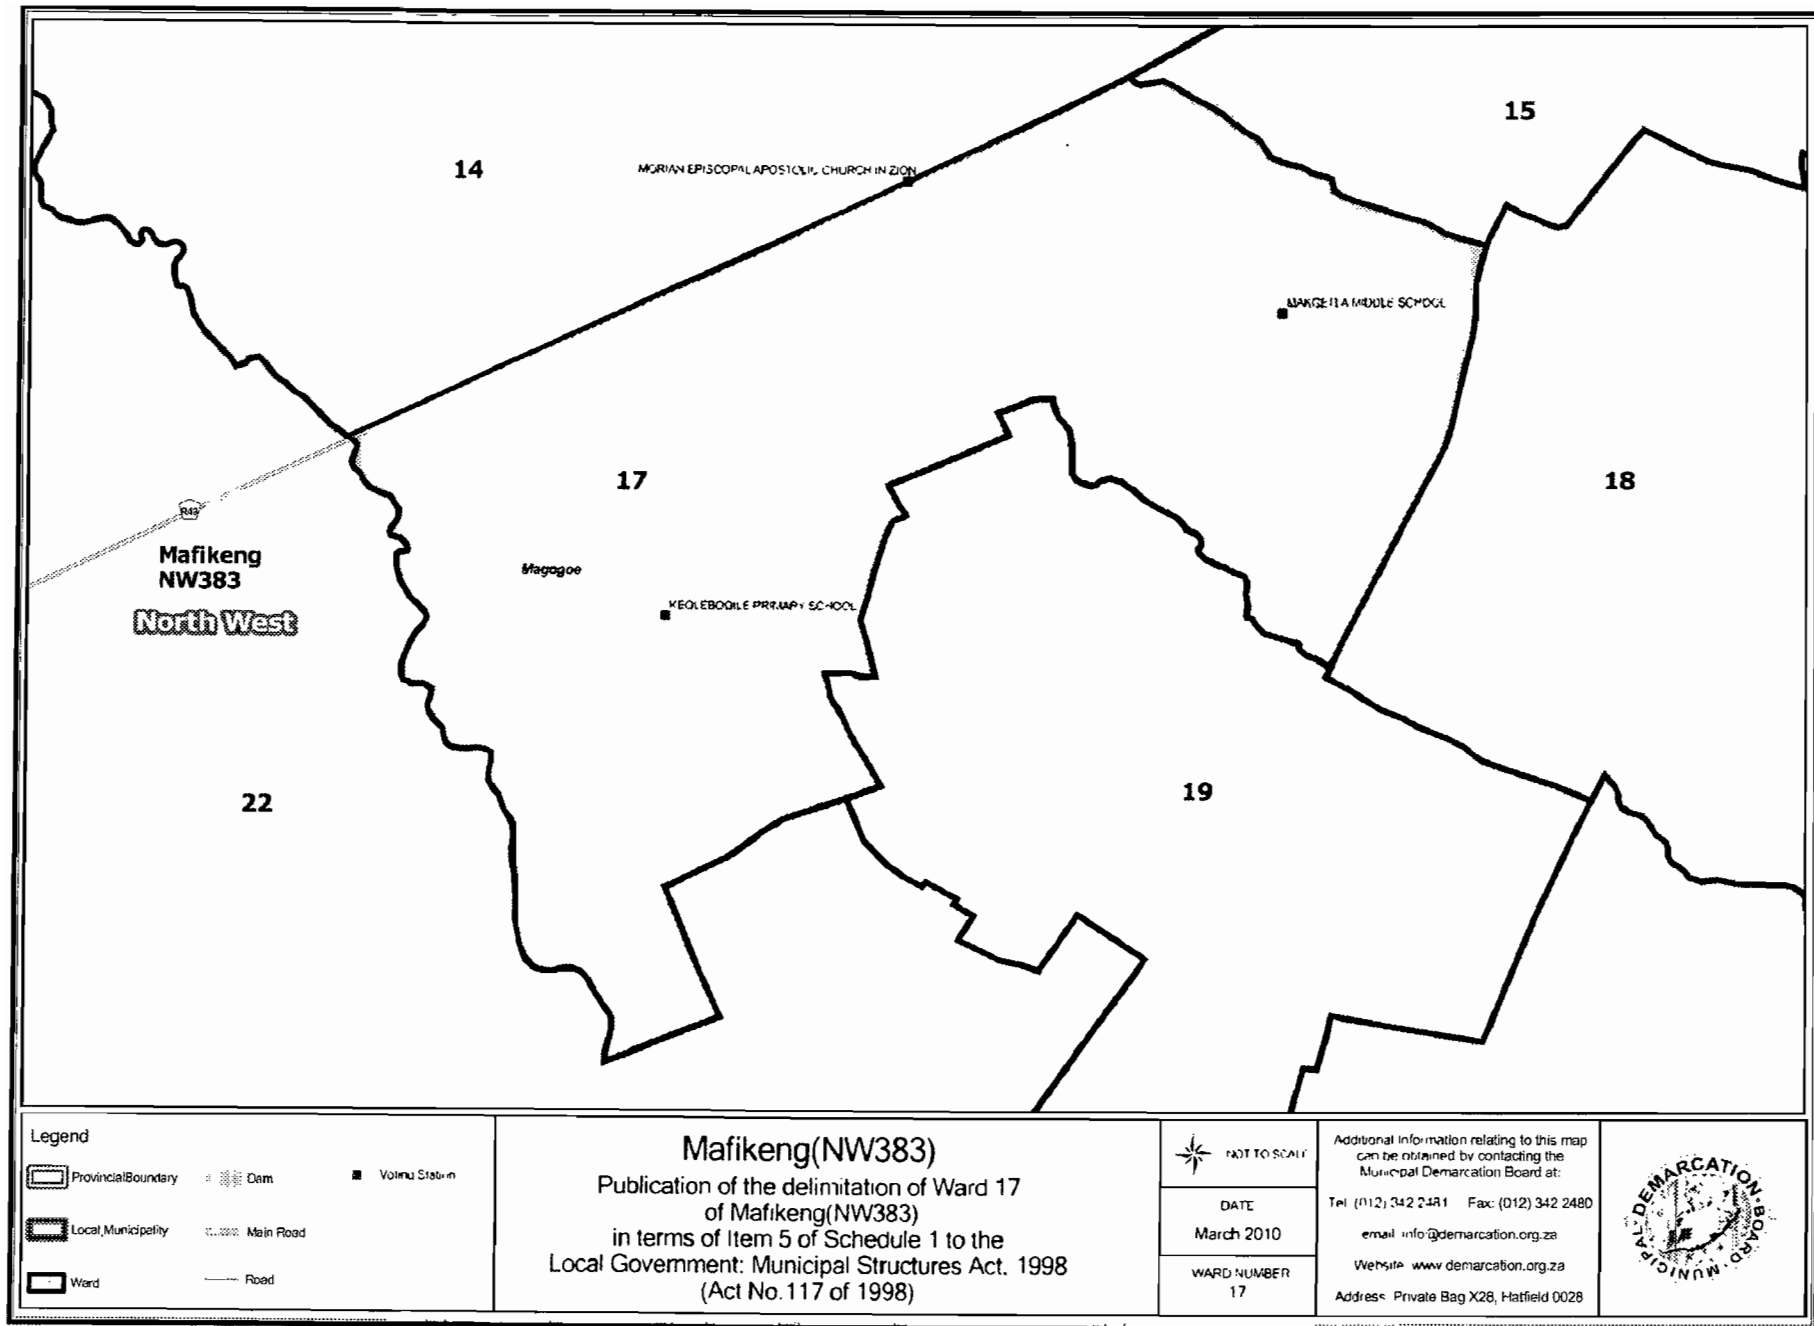 15
14
MORIAN EPISCOPAL APOSTOLIC CHURCH IN ZION
MIDDLE SCHOOL
17
18
R49
Mafikeng
NW383
Magogoe
North West
KEOLEBOGILE PRIMARY SCHOOL
19
22
Legend
Provincial Boundary
Dam
Voting Station
Local Municipality
Main Road
Ward
Road
Mafikeng(NW383)
Publication of the delimitation of Ward 17
of Mafikeng(NW383)
in terms of Item 5 of Schedule 1 to the
Local Government: Municipal Structures Act, 1998
(Act No.117 of 1998)
NOT TO SCALE
DATE
March 2010
WARD NUMBER
17
Additional information relating to this map
can be obtained by contacting the
Municipal Demarcation Board at:
Tel: (012) 342 2481 Fax: (012) 342 2480
email: info@demarcation.org.za
Website: www.demarcation.org.za
Address: Private Bag X28, Hatfield 0028
MUNICIPAL DEMARCATION BOARD